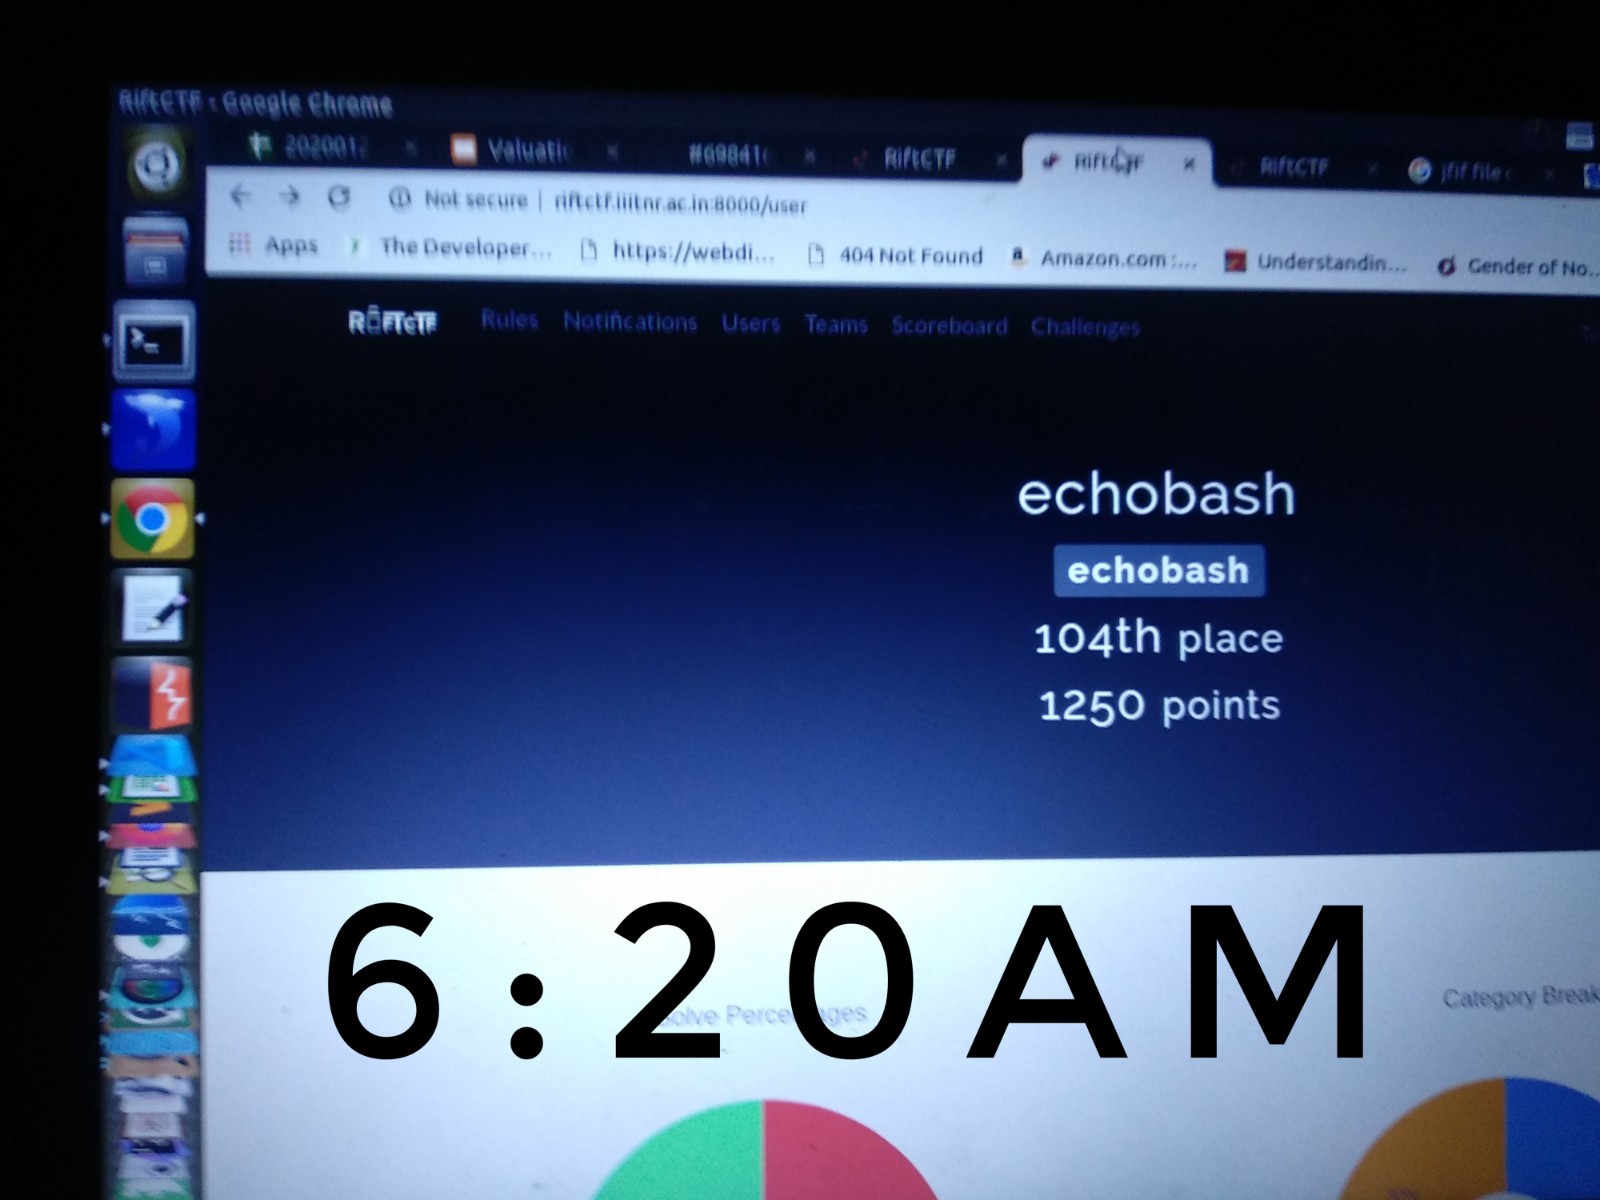 RiftCTF - Google Chrome
202001 Valuati #69841 RiftCTF RiftCTF RiftCTF jfif file
Not secure | riftctf.iiitnr.ac.in:8000/user
Apps The Developer... https://webdi... 404 Not Found Amazon.com :... Understandin... Gender of No...
RiFTCTF Rules Notifications Users Teams Scoreboard Challenges
echobash
echobash
104th place
1250 points
6:20AM
Solve Percentages
Category Break